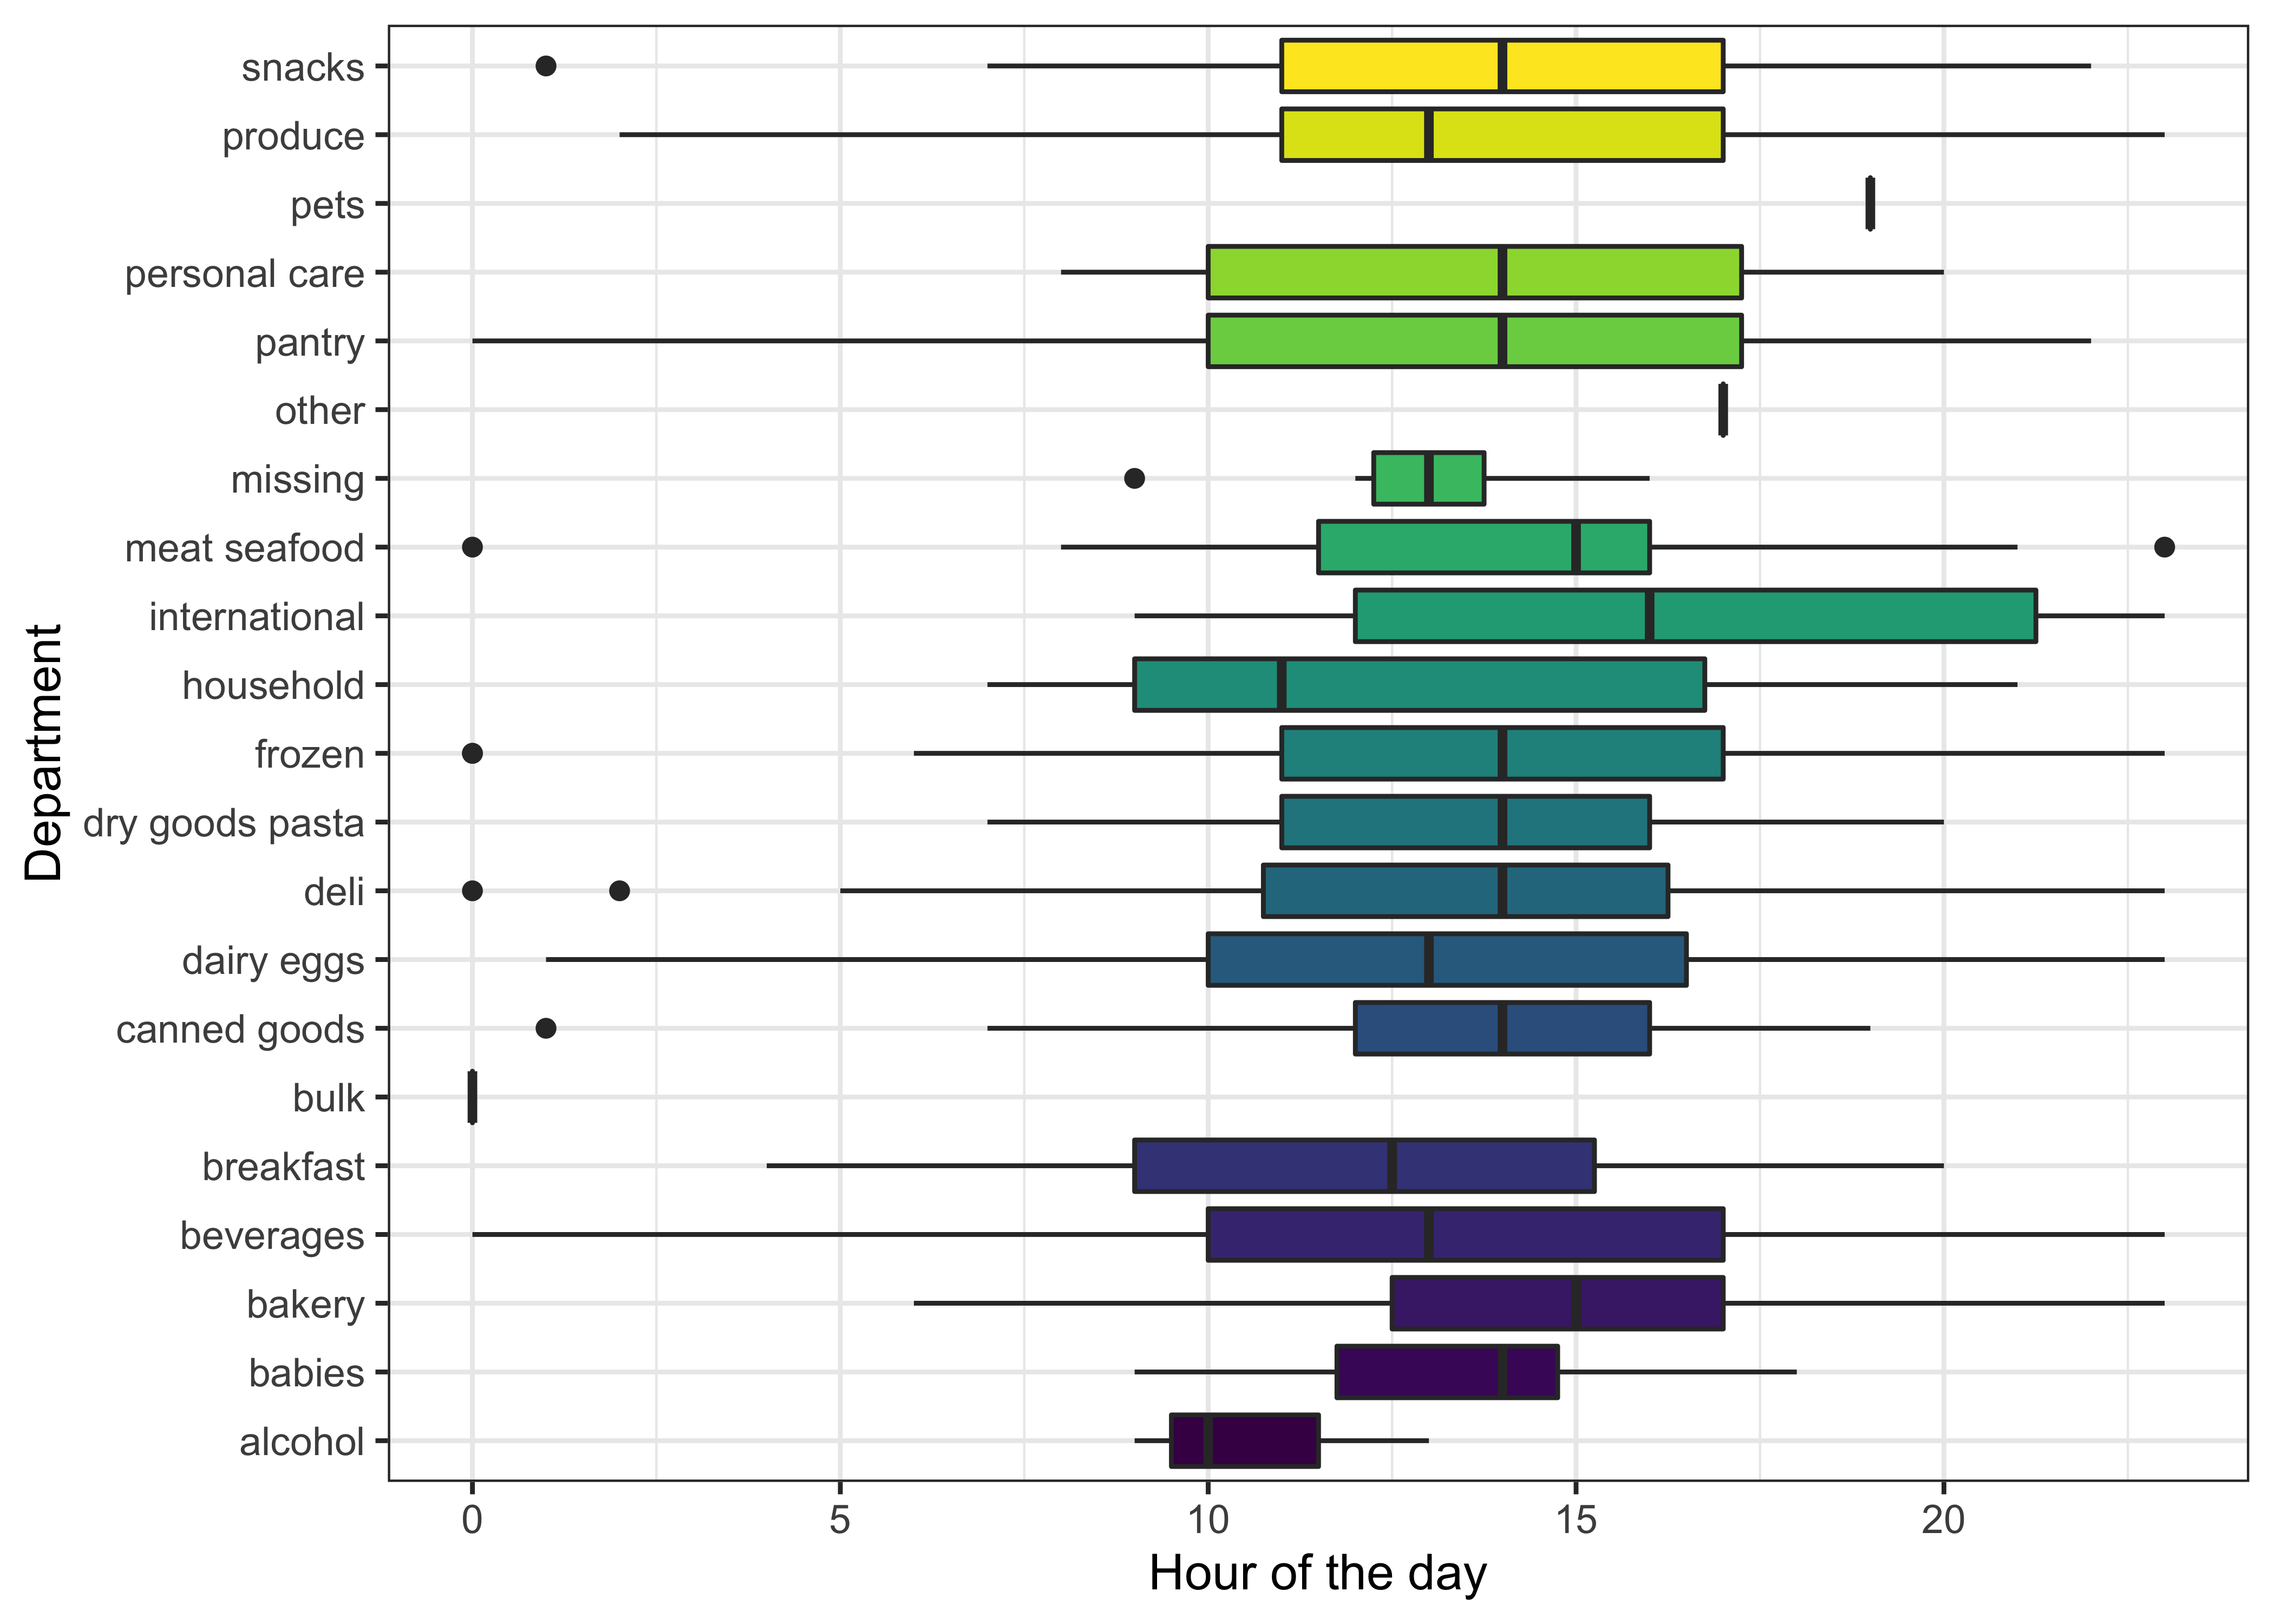 snacks
produce
pets
personal care
pantry
other
missing
meat seafood
international
household
frozen
dry goods pasta
deli
dairy eggs
canned goods
bulk
breakfast
beverages
bakery
babies
alcohol
Department
0 5 10 15 20
Hour of the day